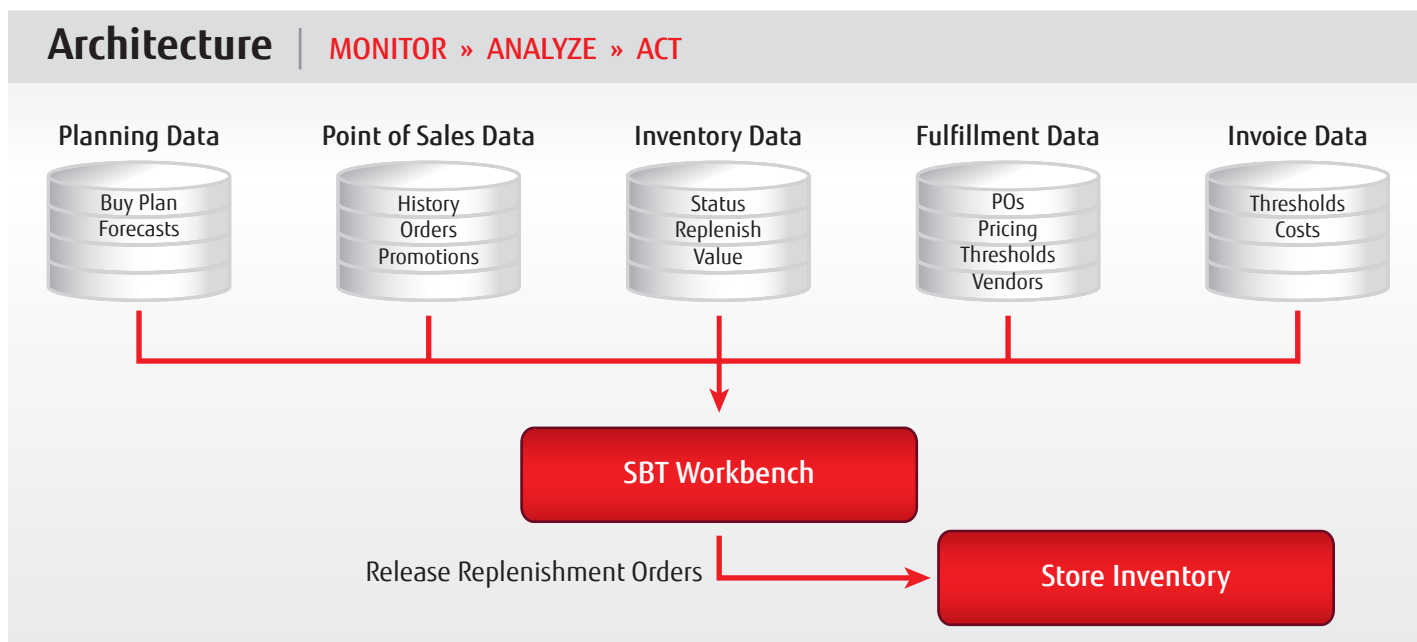 Architecture | MONITOR » ANALYZE » ACT
Planning Data
Buy Plan
Forecasts
Point of Sales Data
History
Orders
Promotions
Inventory Data
Status
Replenish
Value
Fulfillment Data
POs
Pricing
Thresholds
Vendors
Invoice Data
Thresholds
Costs
SBT Workbench
Release Replenishment Orders
Store Inventory